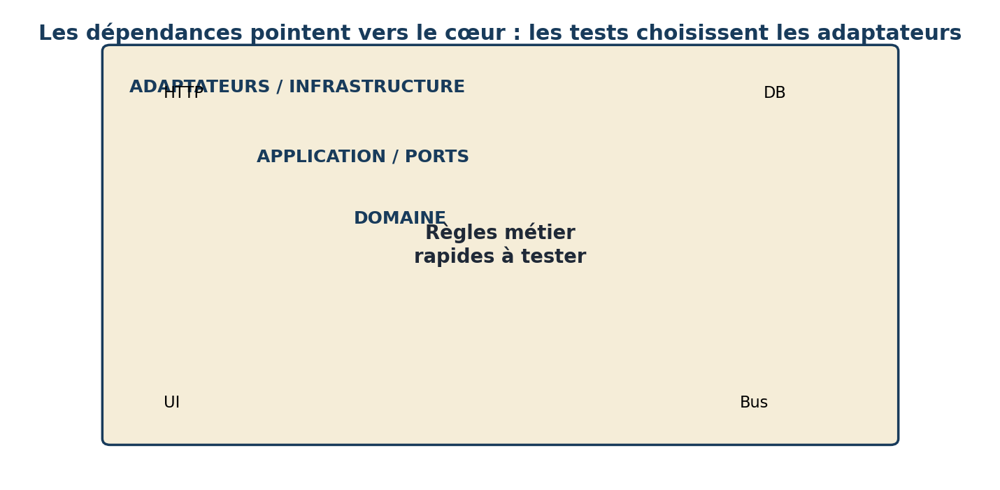 Les dépendances pointent vers le cœur : les tests choisissent les adaptateurs
ADAPTATEURS / INFRASTRUCTURE
HTTP
DB
APPLICATION / PORTS
DOMAINE
Règles métier
rapides à tester
UI
Bus